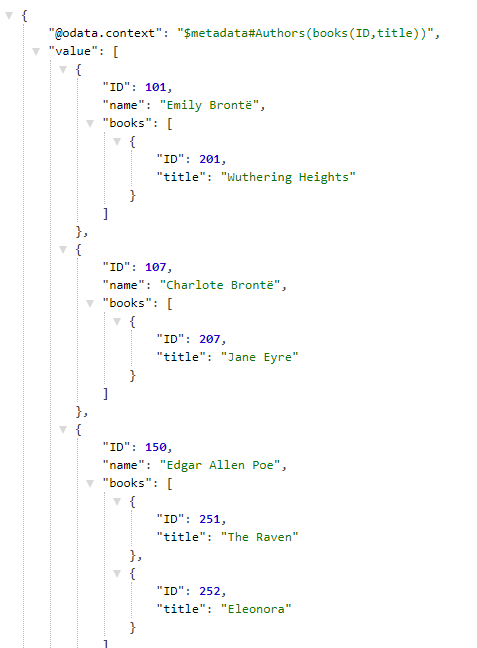 {
"@odata.context": "$metadata#Authors(books(ID,title))",
"value": [
{
"ID": 101,
"name": "Emily Brontë",
"books": [
{
"ID": 201,
"title": "Wuthering Heights"
}
]
},
{
"ID": 107,
"name": "Charlote Brontë",
"books": [
{
"ID": 207,
"title": "Jane Eyre"
}
]
},
{
"ID": 150,
"name": "Edgar Allen Poe",
"books": [
{
"ID": 251,
"title": "The Raven"
},
{
"ID": 252,
"title": "Eleonora"
}
]